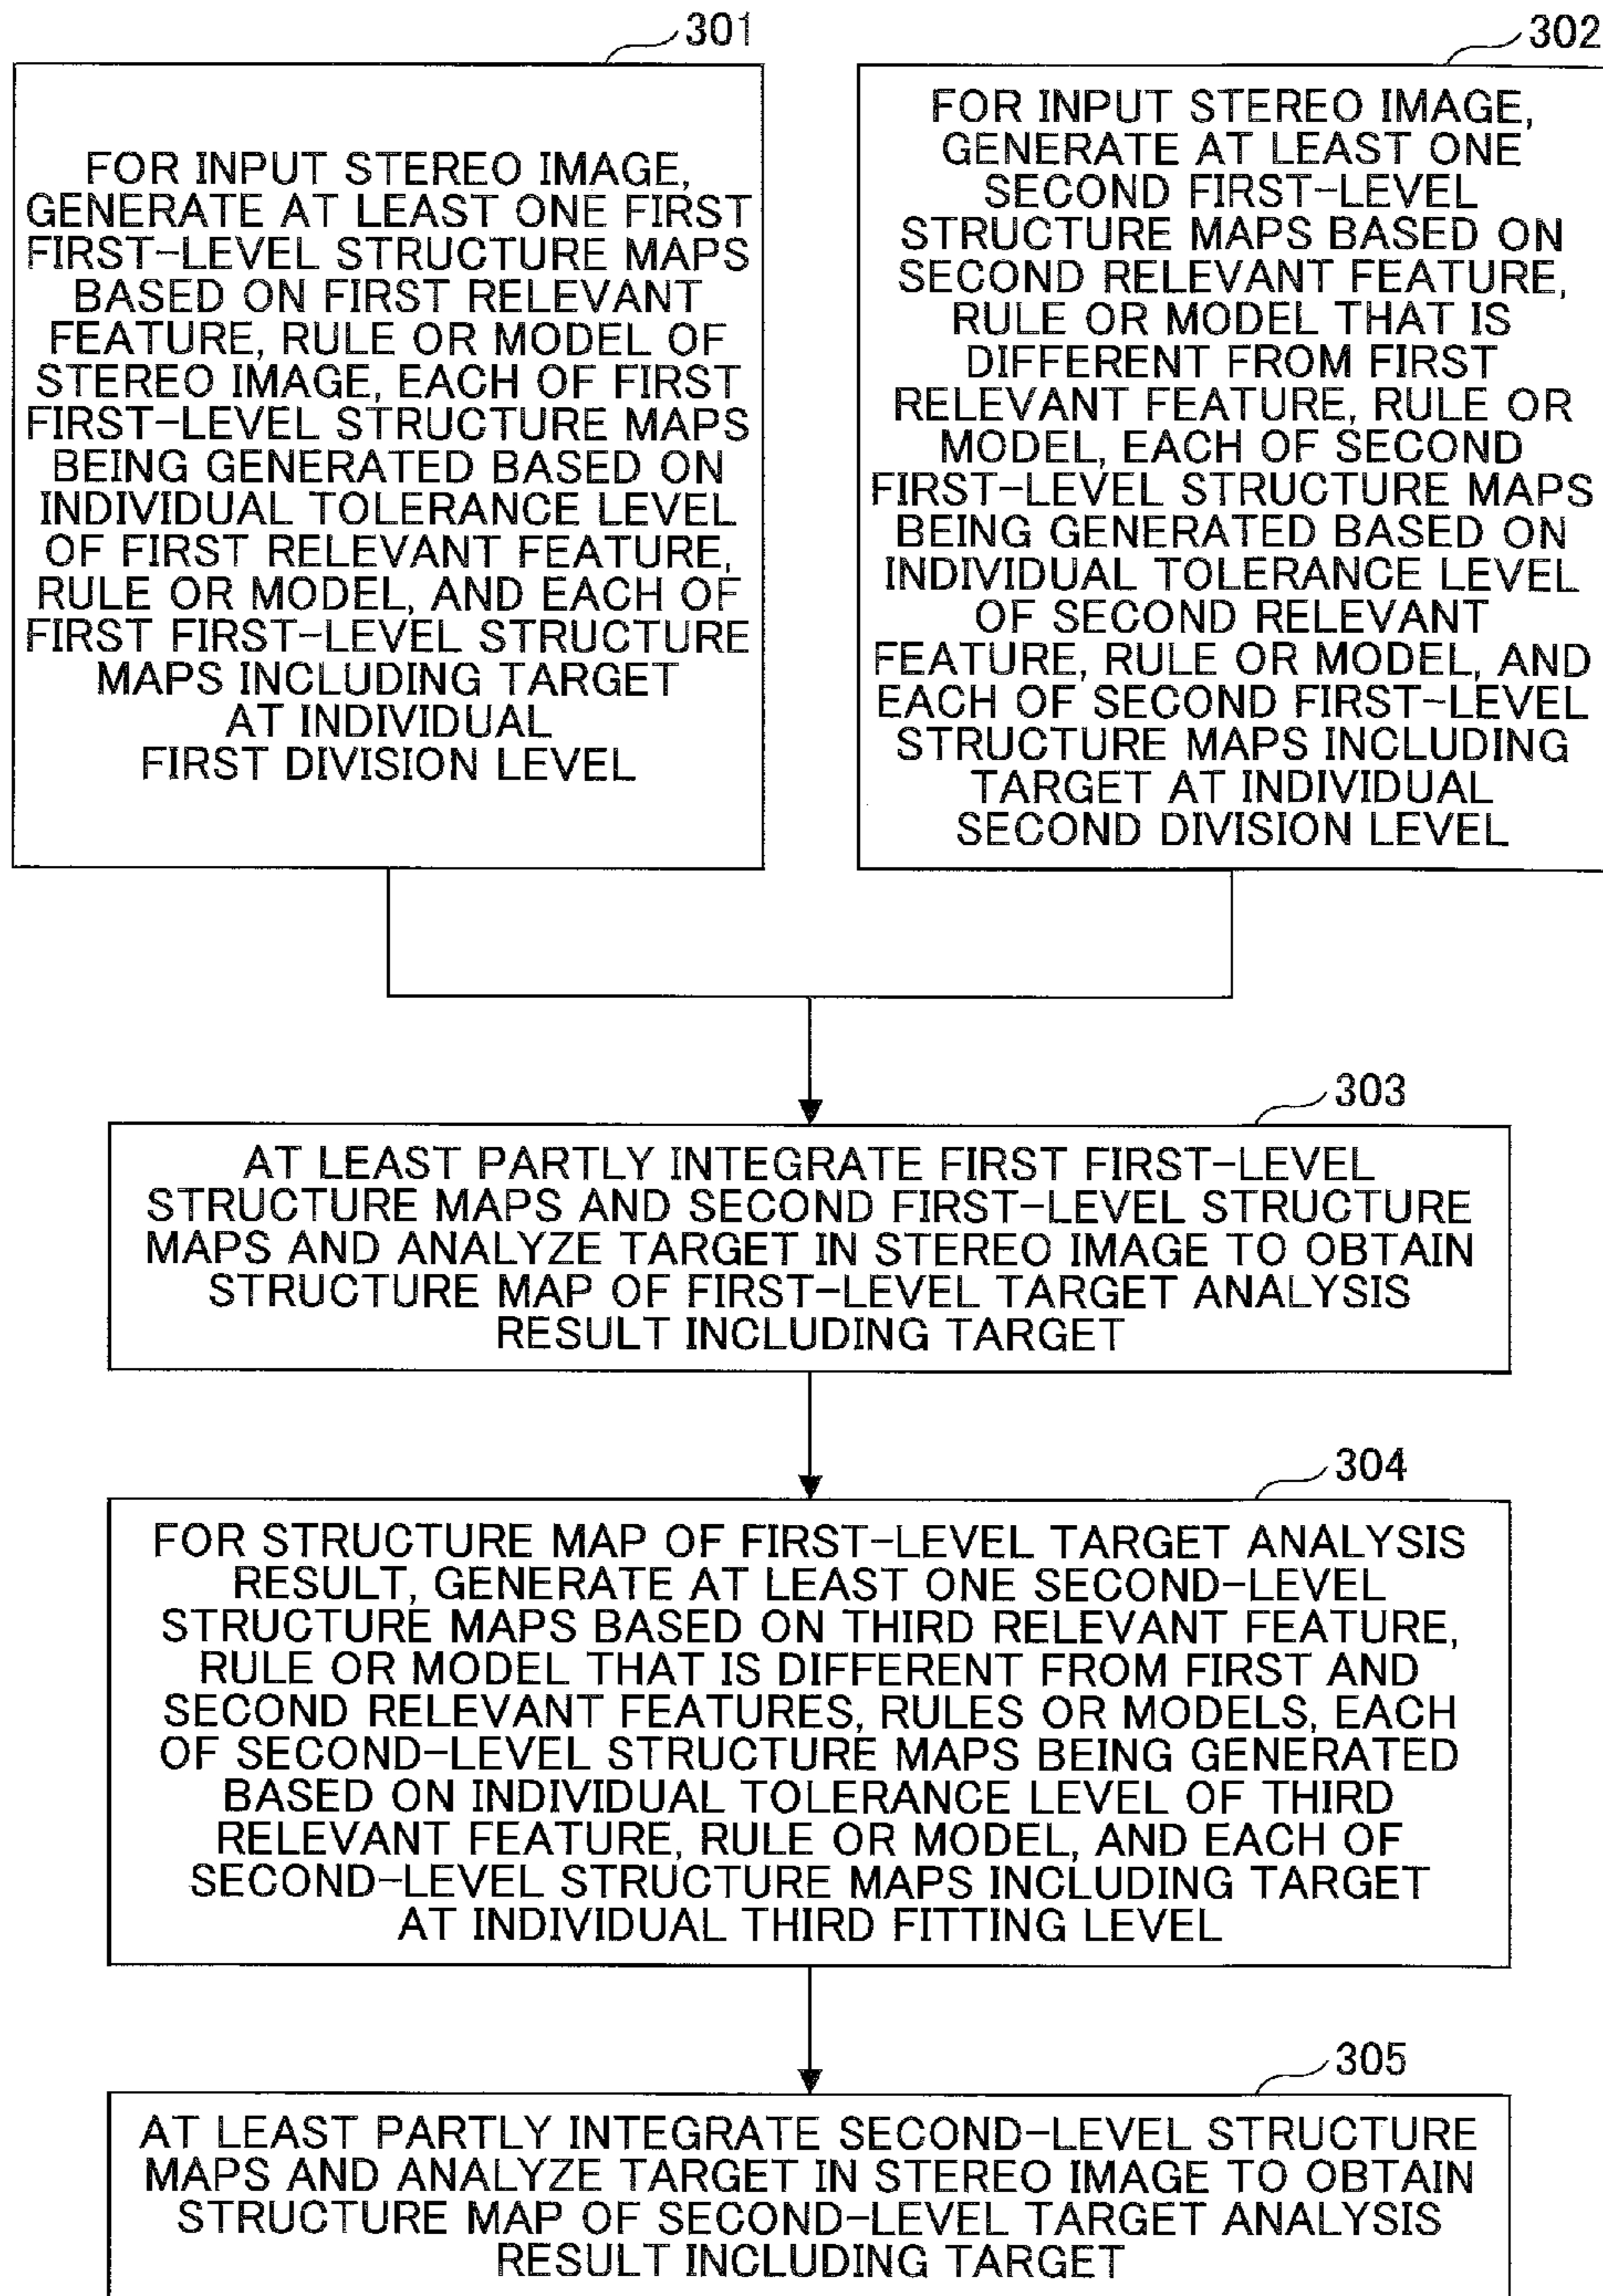 301
FOR INPUT STEREO IMAGE,
GENERATE AT LEAST ONE FIRST
FIRST-LEVEL STRUCTURE MAPS
BASED ON FIRST RELEVANT
FEATURE, RULE OR MODEL OF
STEREO IMAGE, EACH OF FIRST
FIRST-LEVEL STRUCTURE MAPS
BEING GENERATED BASED ON
INDIVIDUAL TOLERANCE LEVEL
OF FIRST RELEVANT FEATURE,
RULE OR MODEL, AND EACH OF
FIRST FIRST-LEVEL STRUCTURE
MAPS INCLUDING TARGET
AT INDIVIDUAL
FIRST DIVISION LEVEL
302
FOR INPUT STEREO IMAGE,
GENERATE AT LEAST ONE
SECOND FIRST-LEVEL
STRUCTURE MAPS BASED ON
SECOND RELEVANT FEATURE,
RULE OR MODEL THAT IS
DIFFERENT FROM FIRST
RELEVANT FEATURE, RULE OR
MODEL, EACH OF SECOND
FIRST-LEVEL STRUCTURE MAPS
BEING GENERATED BASED ON
INDIVIDUAL TOLERANCE LEVEL
OF SECOND RELEVANT
FEATURE, RULE OR MODEL, AND
EACH OF SECOND FIRST-LEVEL
STRUCTURE MAPS INCLUDING
TARGET AT INDIVIDUAL
SECOND DIVISION LEVEL
303
AT LEAST PARTLY INTEGRATE FIRST FIRST-LEVEL
STRUCTURE MAPS AND SECOND FIRST-LEVEL STRUCTURE
MAPS AND ANALYZE TARGET IN STEREO IMAGE TO OBTAIN
STRUCTURE MAP OF FIRST-LEVEL TARGET ANALYSIS
RESULT INCLUDING TARGET
304
FOR STRUCTURE MAP OF FIRST-LEVEL TARGET ANALYSIS
RESULT, GENERATE AT LEAST ONE SECOND-LEVEL
STRUCTURE MAPS BASED ON THIRD RELEVANT FEATURE,
RULE OR MODEL THAT IS DIFFERENT FROM FIRST AND
SECOND RELEVANT FEATURES, RULES OR MODELS, EACH
OF SECOND-LEVEL STRUCTURE MAPS BEING GENERATED
BASED ON INDIVIDUAL TOLERANCE LEVEL OF THIRD
RELEVANT FEATURE, RULE OR MODEL, AND EACH OF
SECOND-LEVEL STRUCTURE MAPS INCLUDING TARGET
AT INDIVIDUAL THIRD FITTING LEVEL
305
AT LEAST PARTLY INTEGRATE SECOND-LEVEL STRUCTURE
MAPS AND ANALYZE TARGET IN STEREO IMAGE TO OBTAIN
STRUCTURE MAP OF SECOND-LEVEL TARGET ANALYSIS
RESULT INCLUDING TARGET